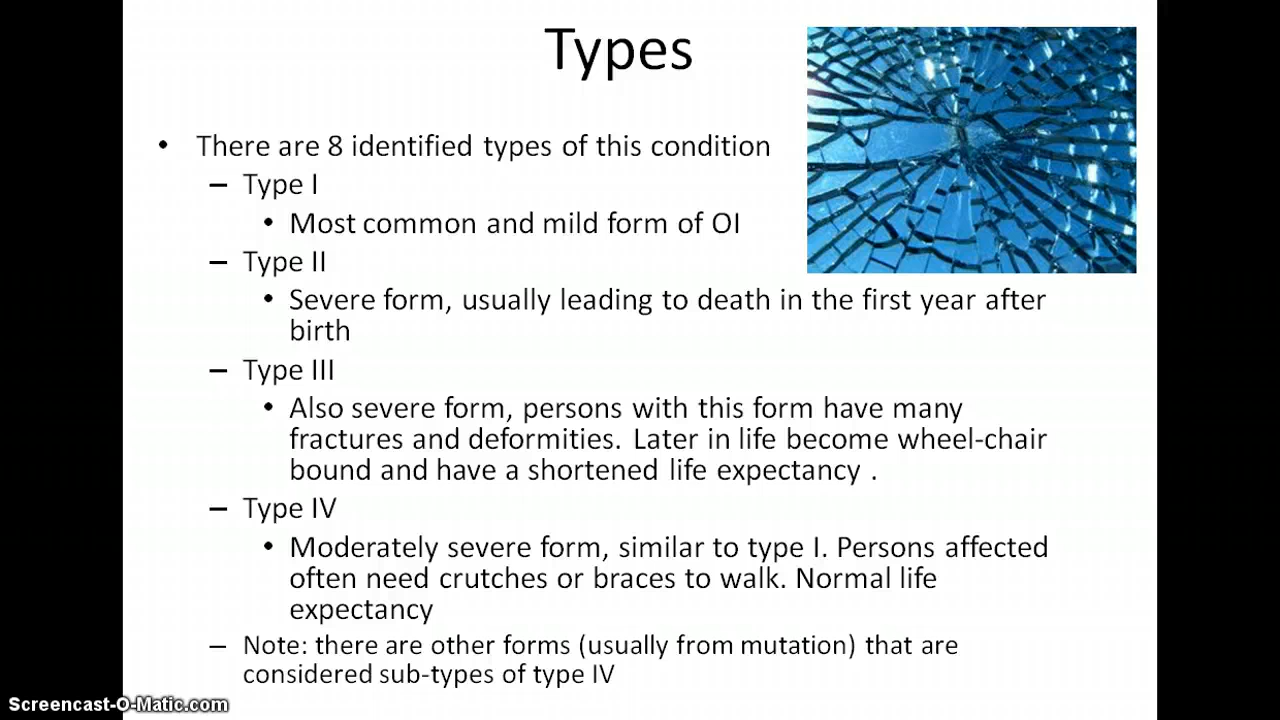 Types
• There are 8 identified types of this condition
– Type I
• Most common and mild form of OI
– Type II
• Severe form, usually leading to death in the first year after
birth
– Type III
• Also severe form, persons with this form have many
fractures and deformities. Later in life become wheel-chair
bound and have a shortened life expectancy .
– Type IV
• Moderately severe form, similar to type I. Persons affected
often need crutches or braces to walk. Normal life
expectancy
– Note: there are other forms (usually from mutation) that are
considered sub-types of type IV
Screencast-O-Matic.com